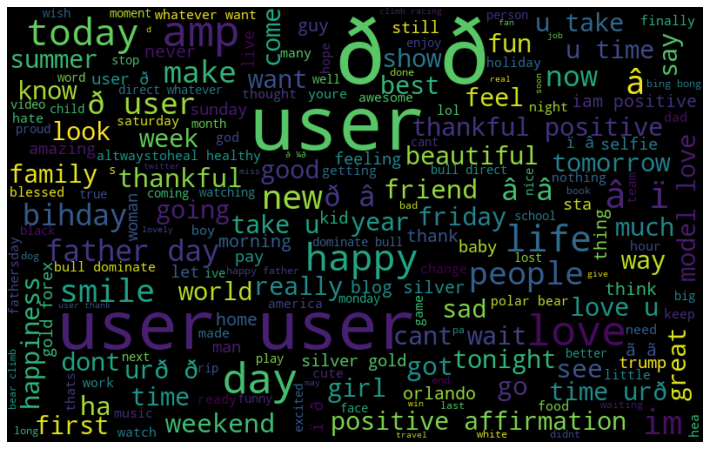 wish
moment
d
whatever want
climb racing
person
fan
job
finally
today
amp
guy
still
fun
u take
come
live
ð ð
show
enjoy
u time
say
summer
stop
never
many
hope
holiday
soon
real
word
user ð
make
want
best
now
â
know
direct whatever
well
done
feel
iam positive
bing bong
video
child
thought
youre
awesome
ð user
sunday
user
night
hate
month
lol
thankful positive
dad
proud
saturday
look
week
god
cant
ï â
selfie
amazing
altwaystoheal healthy
feeling
beautiful
tomorrow
family
s
twitter
miss
getting
bull direct
nothing
blessed
true
thankful
good
nice
book
team
coming
watching
new
ð â
friend
â â
â ï
black
woman
bad
sta
model love
bihday
going
take u
kid
year
friday
school
thing
much
lovely
boy
life
father day
morning
dominate bull
thank
hour
dog
pay
happy
baby
lost
way
bull dominate
let
ive
happy father
change
people
give
fathersday
smile
world
really
blog silver
polar bear
think
big
user thank
america
monday
game
sad
love u
keep
happiness
gold forex
user user
home
cant
wait
love
made
man
pa
better
need
ã ã
great
dont
next
play
silver gold
got
tonight
see
trump
bear climb
thats
work
urð ð
rip
day
cute
go
little
time
may
end
girl
orlando
time urð
ha
ready
funny
excited
face
win
food
waiting
im
first
music
last
long
watch
weekend
ï ð
positive affirmation
travel
white
didnt
hea